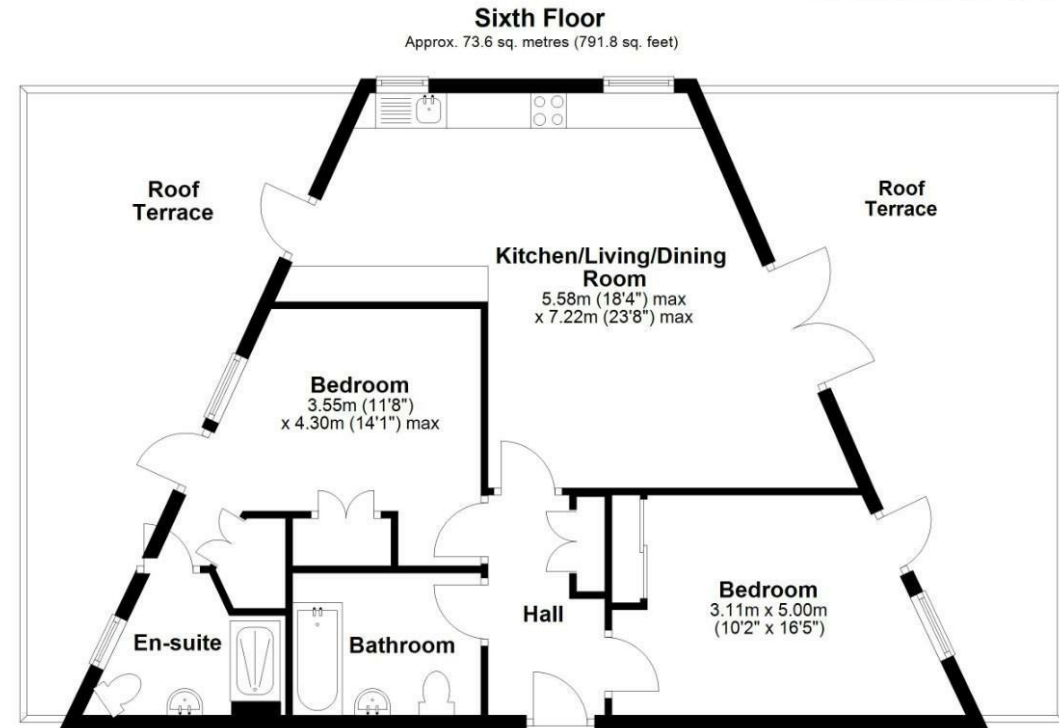 Sixth Floor
Approx. 73.6 sq. metres (791.8 sq. feet)
Roof
Terrace
Roof
Terrace
Kitchen/Living/Dining
Room
5.58m (18'4") max
x 7.22m (23'8") max
Bedroom
3.55m (11'8")
x 4.30m (14'1") max
Bedroom
3.11m x 5.00m
(10'2" x 16'5")
Hall
En-suite
Bathroom